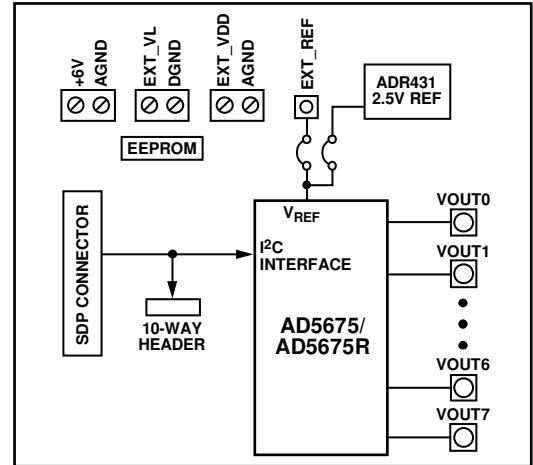 +6V
AGND
EXT_VL
DGND
EXT_VDD
AGND
EXT_REF
ADR431
2.5V REF
EEPROM
SDP CONNECTOR
10-WAY
HEADER
VREF
I2C
INTERFACE
AD5675/
AD5675R
VOUT0
VOUT1
VOUT6
VOUT7